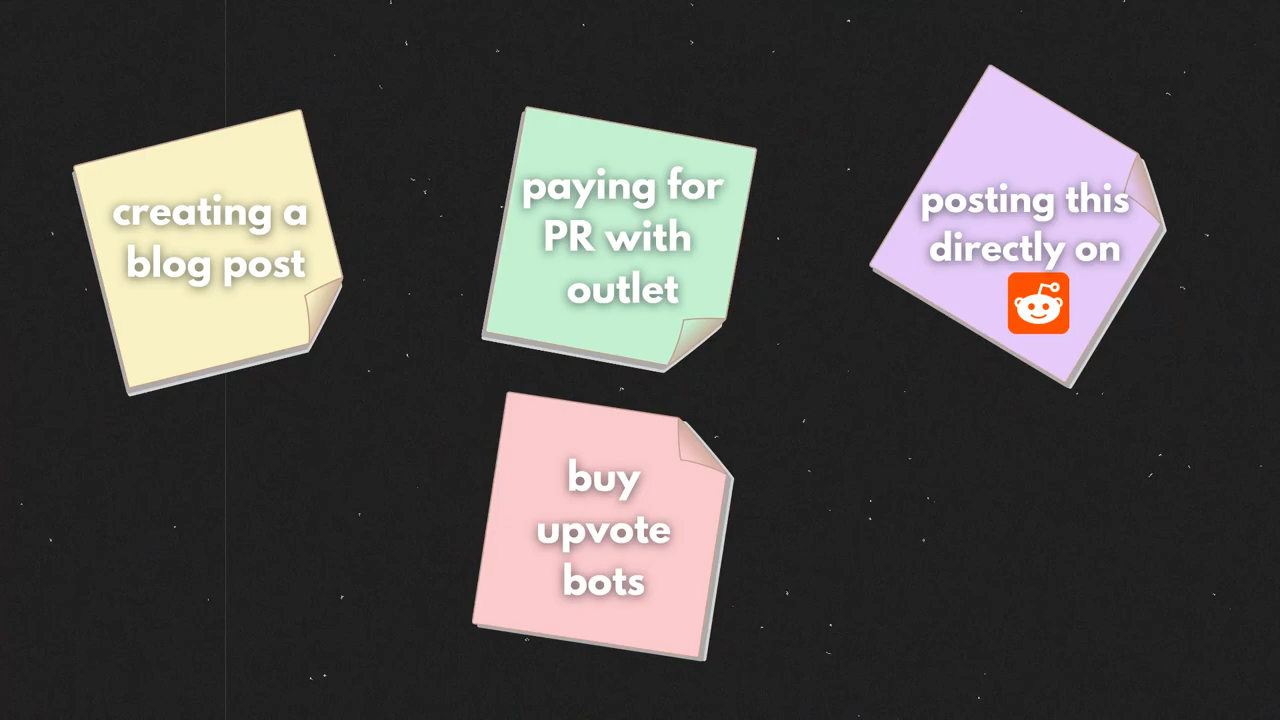 creating a
blog post
paying for
PR with
outlet
posting this
directly on
buy
upvote
bots